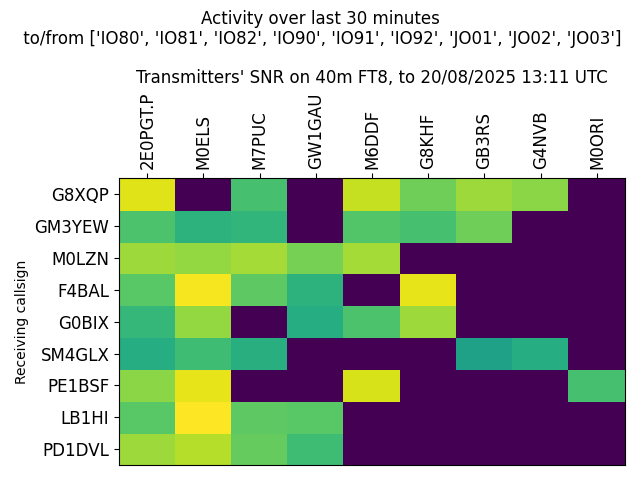 Activity over last 30 minutes
to/from ['IO80', 'IO81', 'IO82', 'IO90', 'IO91', 'IO92', 'JO01', 'JO02', 'JO03']
Transmitters' SNR on 40m FT8, to 20/08/2025 13:11 UTC
2E0PGT.P
M0ELS
M7PUC
GW1GAU
M6DDF
G8KHF
GB3RS
G4NVB
M0ORI
Receiving callsign
G8XQP
GM3YEW
M0LZN
F4BAL
G0BIX
SM4GLX
PE1BSF
LB1HI
PD1DVL